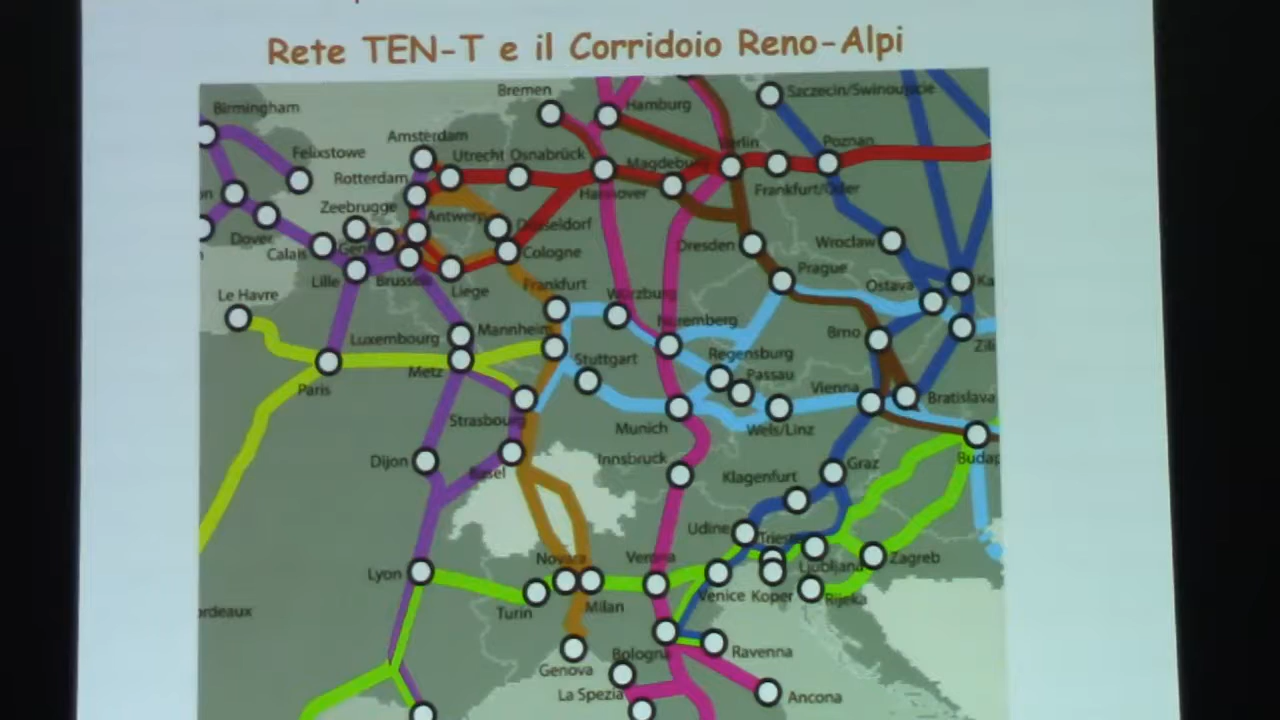 Rete TEN-T e il Corridoio Reno-Alpi
Bremen
Szczecin/Swinoujscie
Birmingham
Hamburg
Amsterdam
Berlin
Poznan
Felixstowe
Utrecht
Osnabrück
Magdeburg
Rotterdam
Hannover
Frankfurt/Oder
Zeebrugge
Antwerp
Düsseldorf
Dover
Dresden
Wroclaw
Calais
Cologne
Prague
Lille
Brussels
Liege
Frankfurt
Ostava
Le Havre
Würzburg
Nuremberg
Luxembourg
Mannheim
Brno
Regensburg
Metz
Stuttgart
Passau
Paris
Vienna
Bratislava
Strasbourg
Munich
Wels/Linz
Dijon
Basel
Innsbruck
Klagenfurt
Graz
Budap
Udine
Trieste
Novara
Verona
Ljubljana
Zagreb
Lyon
Turin
Milan
Venice
Koper
Rijeka
ordeaux
Genova
Bologna
Ravenna
La Spezia
Ancona